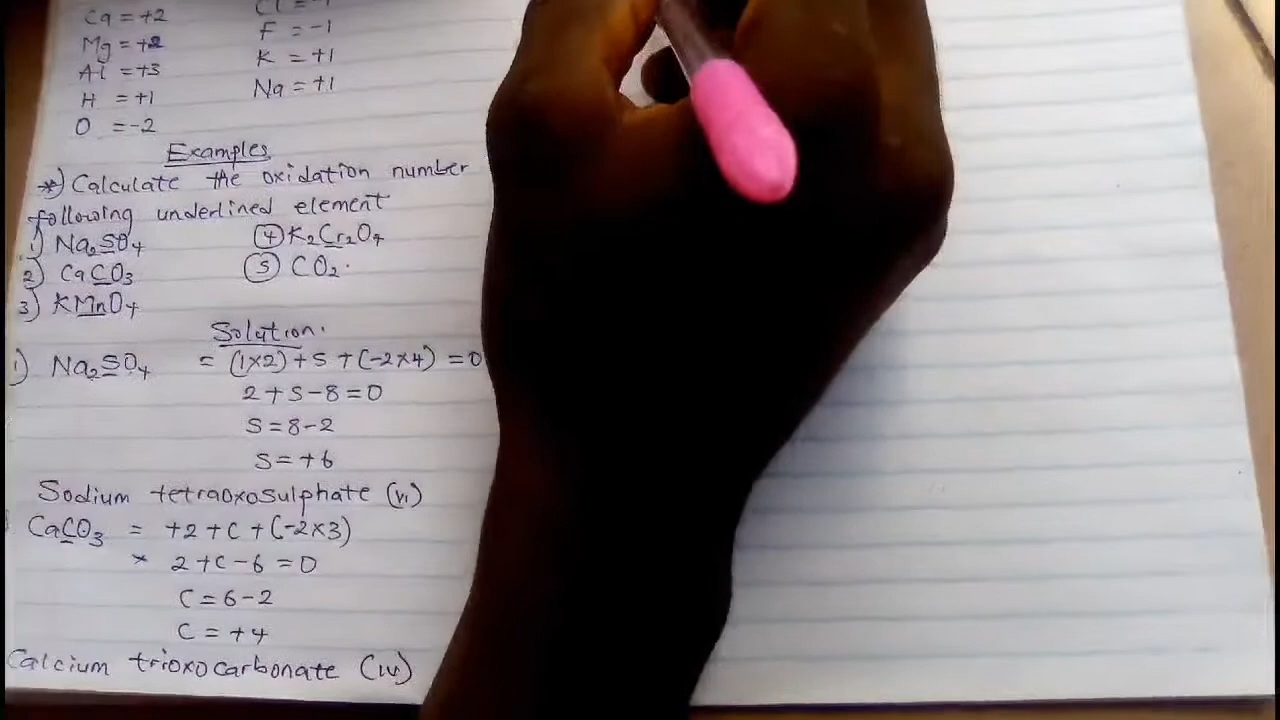 Ca = +2
Mg = +2
Al = +3
H = +1
O = -2
Cl = -1
F = -1
K = +1
Na = +1
Examples
*) Calculate the oxidation number
following underlined element
1) Na₂SO₄
2) CaCO₃
3) KMnO₄
4) K₂Cr₂O₇
5) CO₂.
Solution.
1) Na₂SO₄ = (1×2) + S + (-2×4) = 0
2 + S - 8 = 0
S = 8 - 2
S = +6
Sodium tetraoxosulphate (vi)
CaCO₃ = +2 + C + (-2×3)
* 2 + C - 6 = 0
C = 6 - 2
C = +4
Calcium trioxocarbonate (iv)